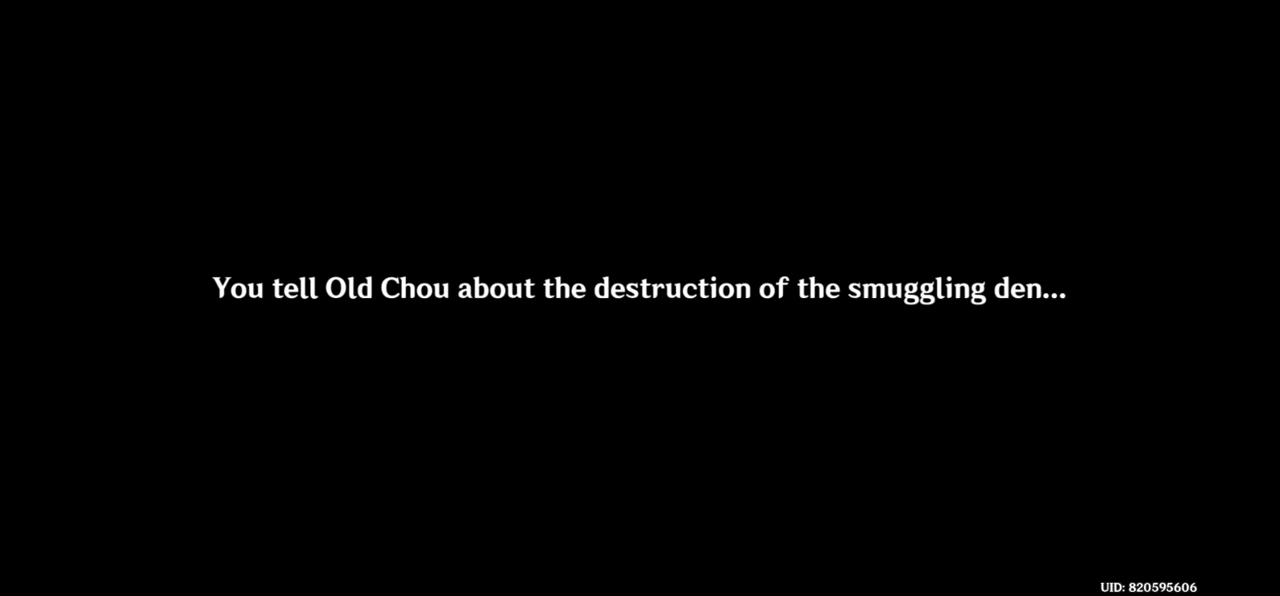 You tell Old Chou about the destruction of the smuggling den...
UID: 820595606